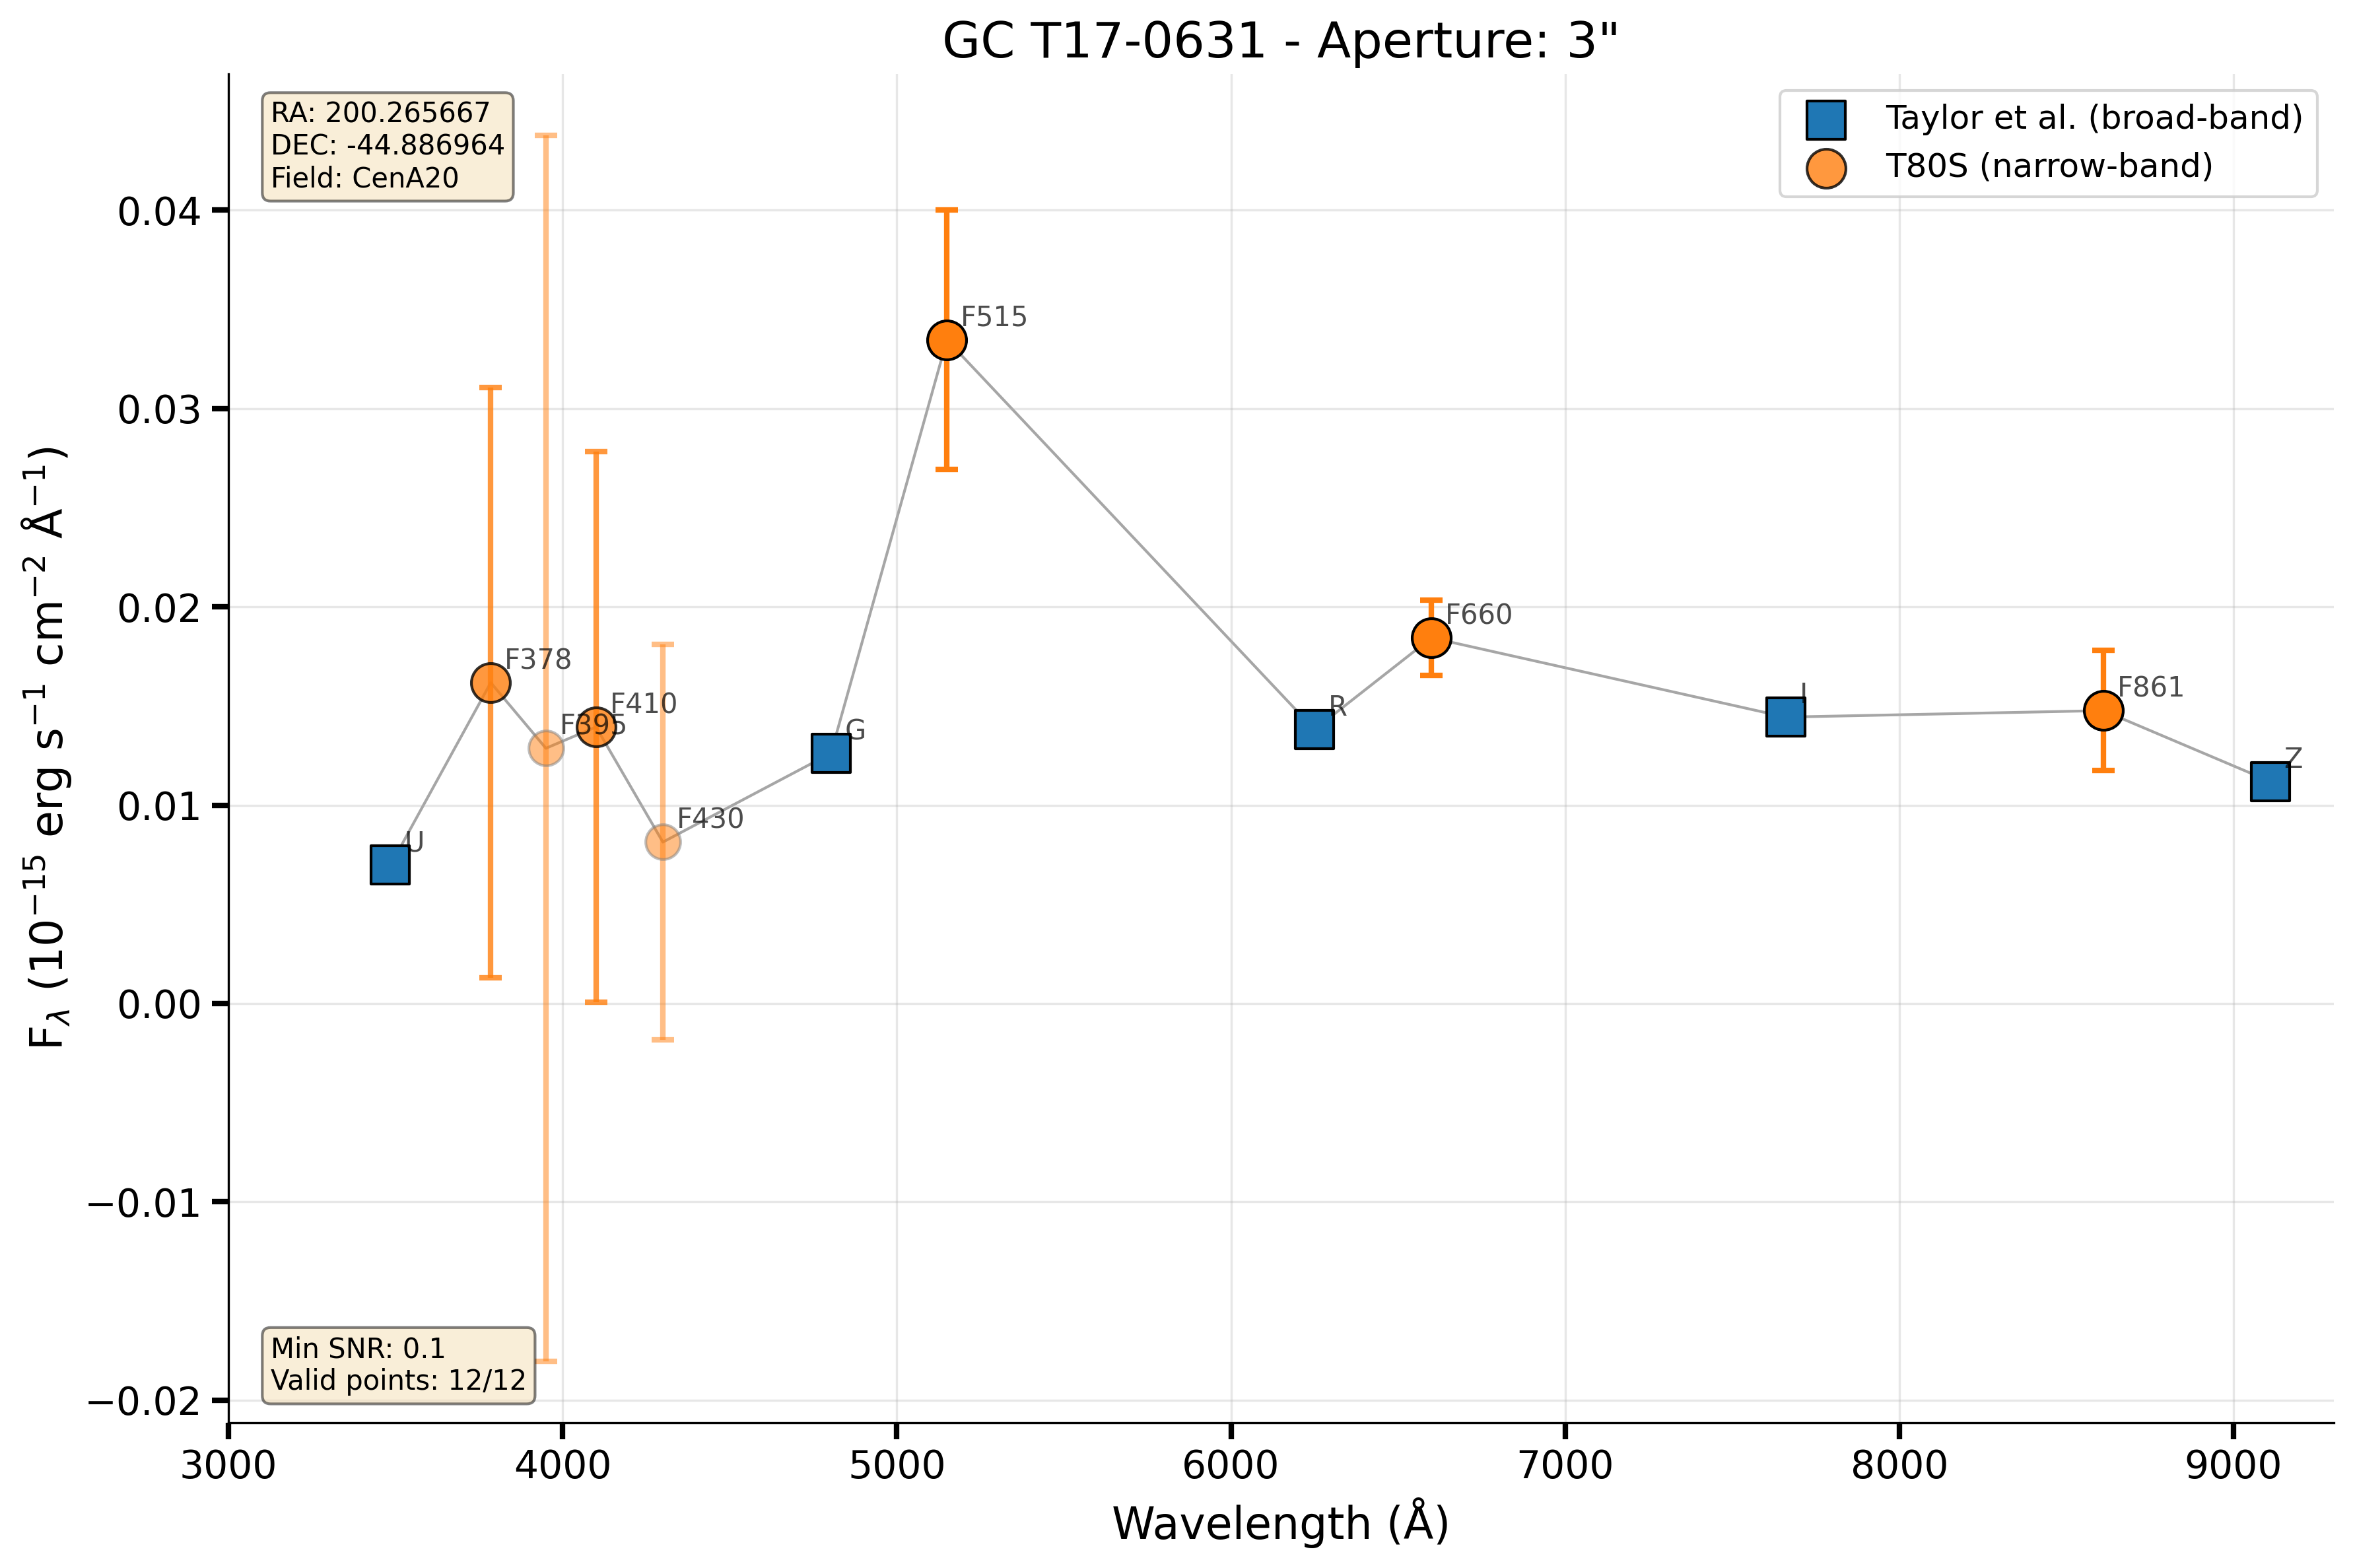 GC T17-0631 - Aperture: 3"
RA: 200.265667
DEC: -44.886964
Field: CenA20
Taylor et al. (broad-band)
T80S (narrow-band)
0.04
0.03
0.02
0.01
0.00
−0.01
−0.02
F_λ (10⁻¹⁵ erg s⁻¹ cm⁻² Å⁻¹)
U
F378
F395
F410
F430
G
F515
R
F660
I
F861
Z
Min SNR: 0.1
Valid points: 12/12
3000 4000 5000 6000 7000 8000 9000
Wavelength (Å)